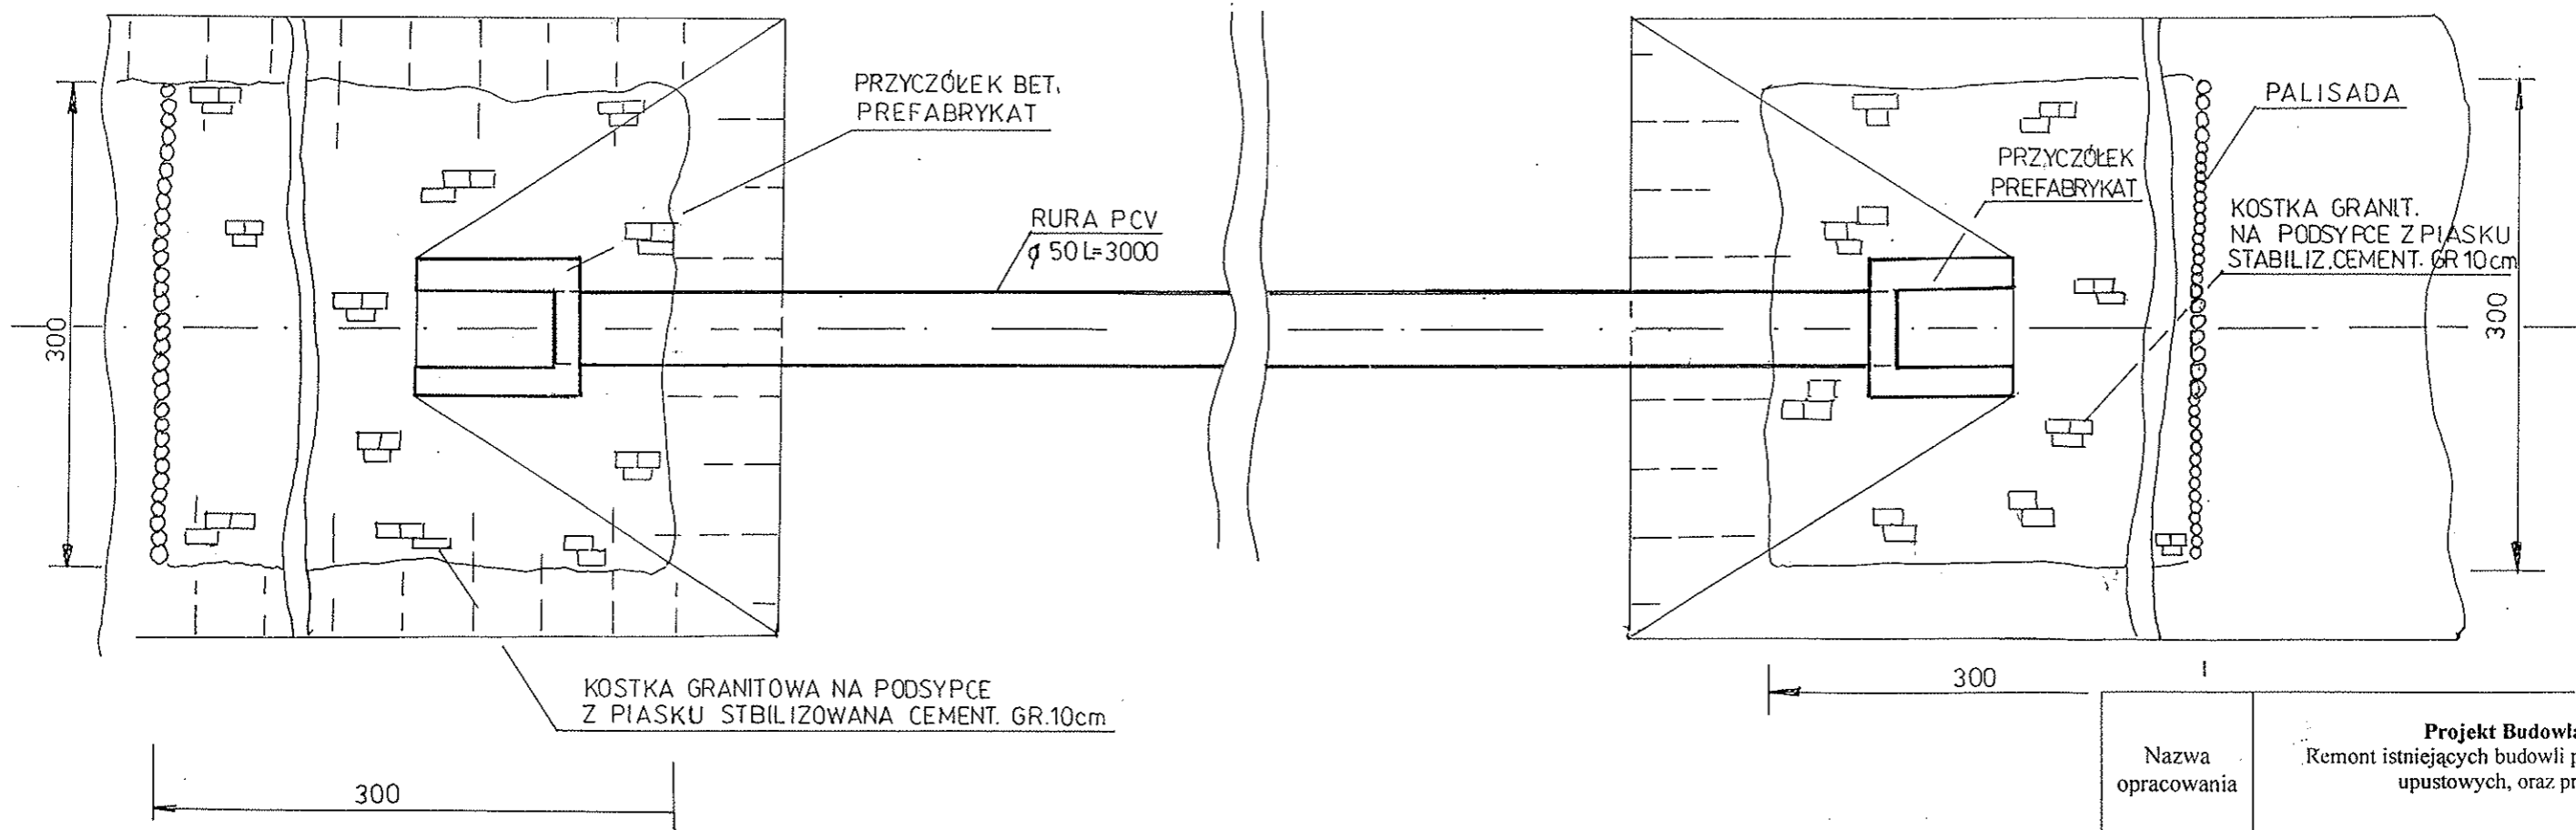 PRZYCZÓŁEK BET.
PREFABRYKAT
RURA PCV
ϕ 50 L=3000
PALISADA
PRZYCZÓŁEK
PREFABRYKAT
KOSTKA GRANIT.
NA PODSYPCE Z PIASKU
STABILIZ.CEMENT. GR 10cm
300
300
KOSTKA GRANITOWA NA PODSYPCE
Z PIASKU STBILIZOWANA CEMENT. GR.10cm
300
300
Nazwa
opracowania
Projekt Budowla
Remont istniejących budowli p
upustowych, oraz pr